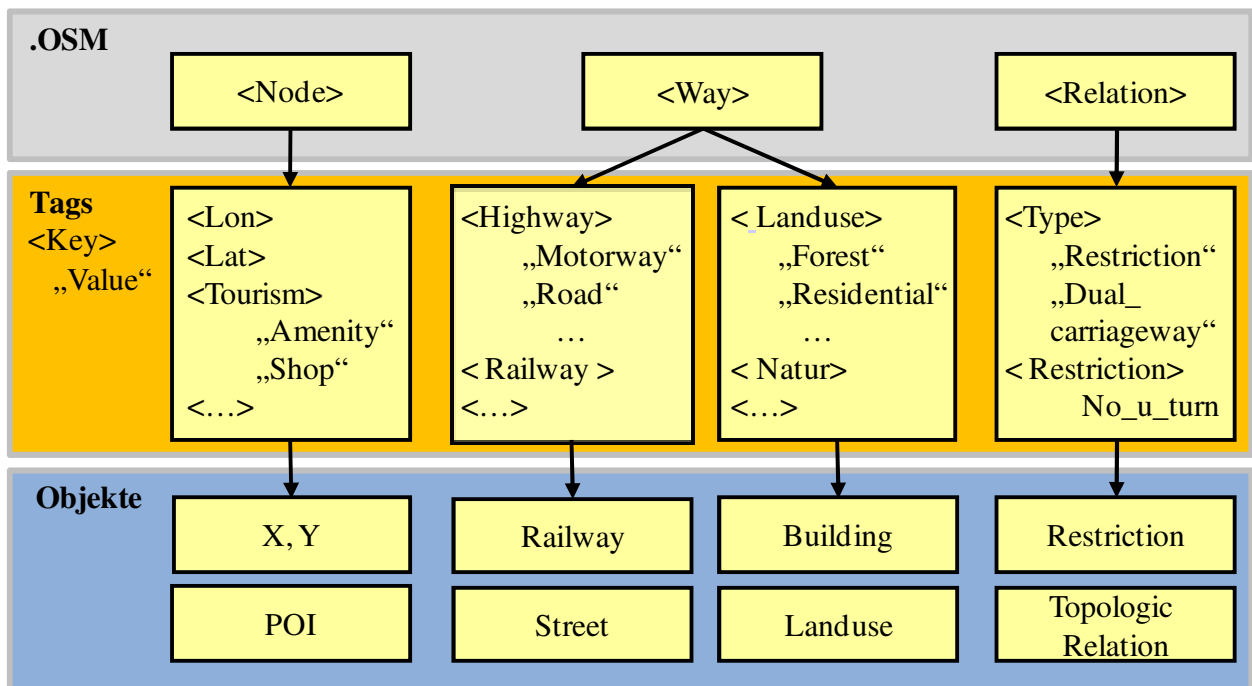 .OSM
<Node>
<Way>
<Relation>
Tags
<Key>
„Value“
<Lon>
<Lat>
<Tourism>
„Amenity“
„Shop“
<…>
<Highway>
„Motorway“
„Road“
…
< Railway >
<…>
< Landuse>
„Forest“
„Residential“
…
< Natur>
<…>
<Type>
„Restriction“
„Dual_
carriageway“
< Restriction>
No_u_turn
Objekte
X, Y
Railway
Building
Restriction
POI
Street
Landuse
Topologic
Relation